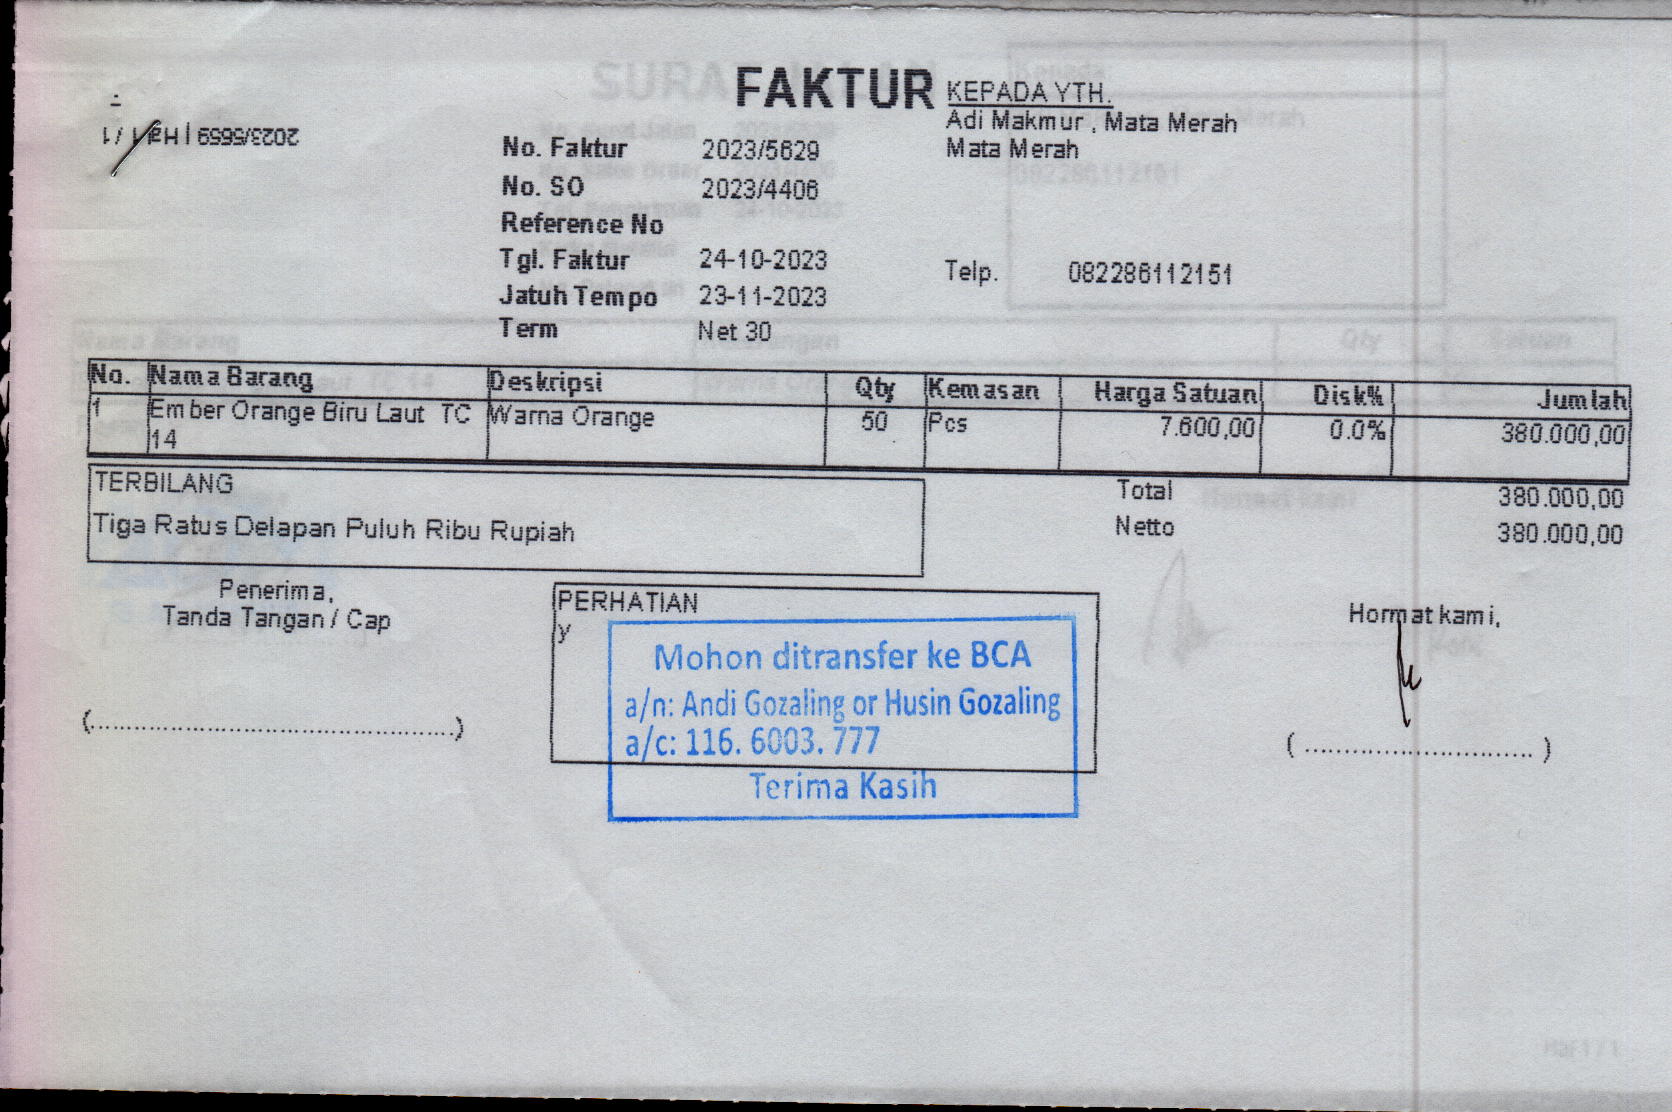 FAKTUR
2023/5659 | Hal 1 / 1
No. Faktur 2023/5629
No. SO 2023/4406
Reference No
Tgl. Faktur 24-10-2023
Jatuh Tempo 23-11-2023
Term Net 30
KEPADA YTH.
Adi Makmur , Mata Merah
Mata Merah
Telp. 082286112151
No. Nama Barang Deskripsi Qty Kemasan Harga Satuan Disk% Jumlah
1 Ember Orange Biru Laut TC Warna Orange 50 Pcs 7.600,00 0.0% 380.000,00
14
TERBILANG
Tiga Ratus Delapan Puluh Ribu Rupiah
Total 380.000,00
Netto 380.000,00
Penerima,
Tanda Tangan / Cap
(..............................................)
PERHATIAN
y
Mohon ditransfer ke BCA
a/n: Andi Gozaling or Husin Gozaling
a/c: 116. 6003. 777
Terima Kasih
Hormat kami,
( ............................. )